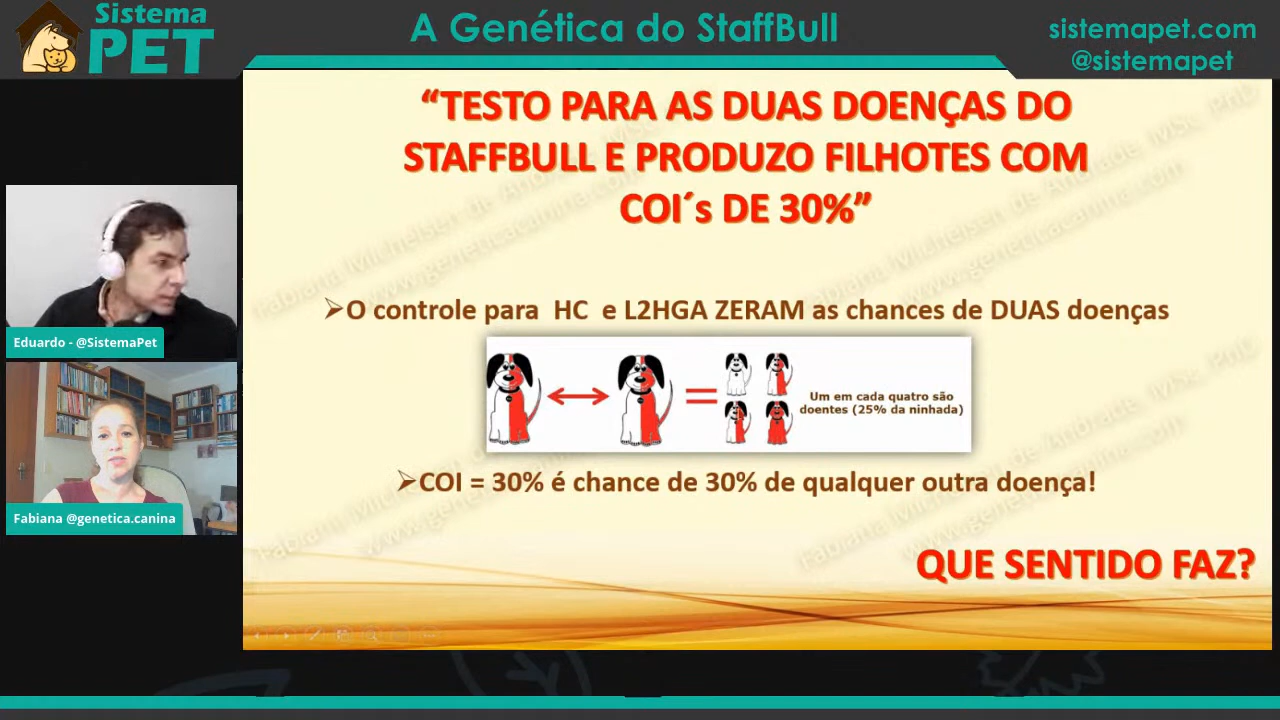 Sistema
PET
A Genética do StaffBull
sistemapet.com
@sistemapet
“TESTO PARA AS DUAS DOENÇAS DO
STAFFBULL E PRODUZO FILHOTES COM
COI´s DE 30%”
➢O controle para HC e L2HGA ZERAM as chances de DUAS doenças
Um em cada quatro são
doentes (25% da ninhada)
➢COI = 30% é chance de 30% de qualquer outra doença!
QUE SENTIDO FAZ?
Eduardo - @SistemaPet
Fabiana @genetica.canina